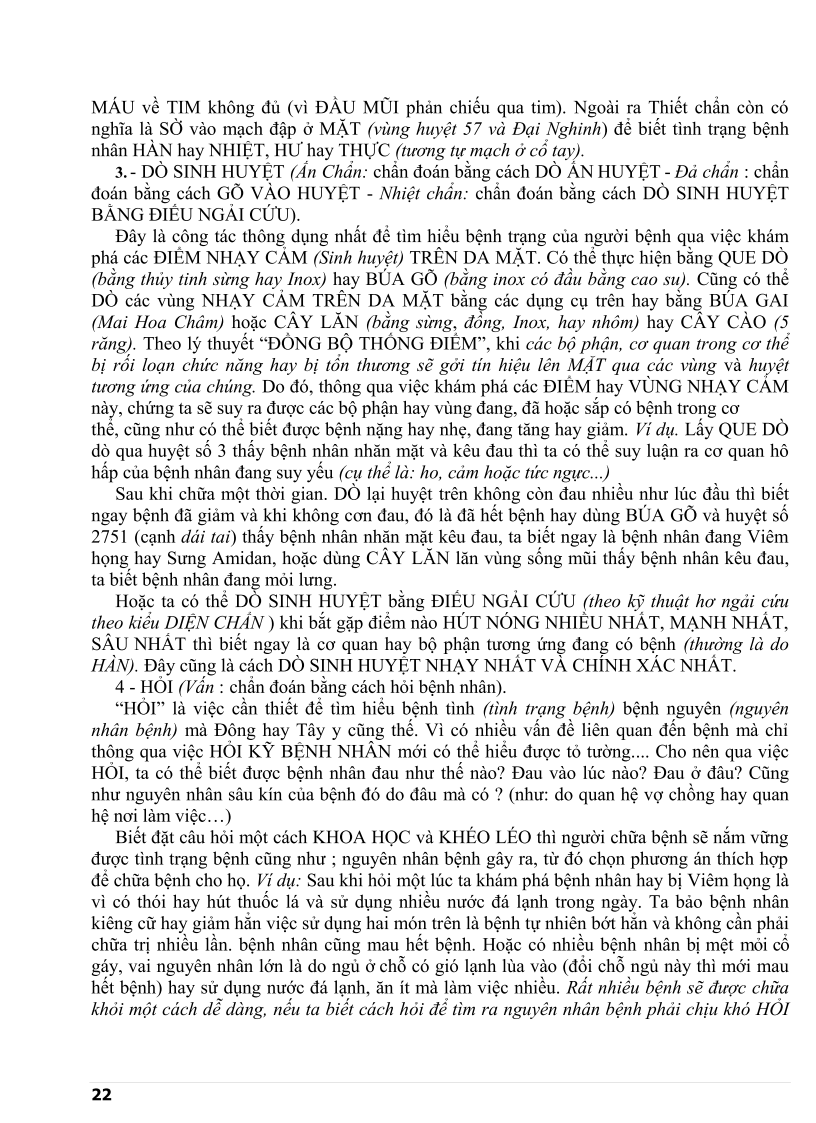 MÁU về TIM không đủ (vì ĐẦU MŨI phản chiếu qua tim). Ngoài ra Thiết chẩn còn có
nghĩa là SỜ vào mạch đập ở MẶT (vùng huyệt 57 và Đại Nghinh) để biết tình trạng bệnh
nhân HÀN hay NHIỆT, HƯ hay THỰC (tương tự mạch ở cổ tay).
3. - DÒ SINH HUYỆT (Ấn Chẩn: chẩn đoán bằng cách DÒ ẤN HUYỆT - Đả chẩn : chẩn
đoán bằng cách GÕ VÀO HUYỆT - Nhiệt chẩn: chẩn đoán bằng cách DÒ SINH HUYỆT
BẰNG ĐIẾU NGẢI CỨU).
Đây là công tác thông dụng nhất để tìm hiểu bệnh trạng của người bệnh qua việc khám
phá các ĐIỂM NHẠY CẢM (Sinh huyệt) TRÊN DA MẶT. Có thể thực hiện bằng QUE DÒ
(bằng thủy tinh sừng hay Inox) hay BÚA GÕ (bằng inox có đầu bằng cao su). Cũng có thể
DÒ các vùng NHẠY CẢM TRÊN DA MẶT bằng các dụng cụ trên hay bằng BÚA GAI
(Mai Hoa Châm) hoặc CÂY LĂN (bằng sừng, đồng, Inox, hay nhôm) hay CÂY CÀO (5
răng). Theo lý thuyết “ĐỒNG BỘ THỐNG ĐIỂM”, khi các bộ phận, cơ quan trong cơ thể
bị rối loạn chức năng hay bị tổn thương sẽ gởi tín hiệu lên MẶT qua các vùng và huyệt
tương ứng của chúng. Do đó, thông qua việc khám phá các ĐIỂM hay VÙNG NHẠY CẢM
này, chứng ta sẽ suy ra được các bộ phận hay vùng đang, đã hoặc sắp có bệnh trong cơ
thể, cũng như có thể biết được bệnh nặng hay nhẹ, đang tăng hay giảm. Ví dụ. Lấy QUE DÒ
dò qua huyệt số 3 thấy bệnh nhân nhăn mặt và kêu đau thì ta có thể suy luận ra cơ quan hô
hấp của bệnh nhân đang suy yếu (cụ thể là: ho, cảm hoặc tức ngực...)
Sau khi chữa một thời gian. DÒ lại huyệt trên không còn đau nhiều như lúc đầu thì biết
ngay bệnh đã giảm và khi không cơn đau, đó là đã hết bệnh hay dùng BÚA GÕ và huyệt số
2751 (cạnh dái tai) thấy bệnh nhân nhăn mặt kêu đau, ta biết ngay là bệnh nhân đang Viêm
họng hay Sưng Amidan, hoặc dùng CÂY LĂN lăn vùng sống mũi thấy bệnh nhân kêu đau,
ta biết bệnh nhân đang mỏi lưng.
Hoặc ta có thể DÒ SINH HUYỆT bằng ĐIẾU NGẢI CỨU (theo kỹ thuật hơ ngải cứu
theo kiểu DIỆN CHẨN ) khi bắt gặp điểm nào HÚT NÓNG NHIỀU NHẤT, MẠNH NHẤT,
SÂU NHẤT thì biết ngay là cơ quan hay bộ phận tương ứng đang có bệnh (thường là do
HÀN). Đây cũng là cách DÒ SINH HUYỆT NHẠY NHẤT VÀ CHÍNH XÁC NHẤT.
4 - HỎI (Vấn : chẩn đoán bằng cách hỏi bệnh nhân).
“HỎI” là việc cần thiết để tìm hiểu bệnh tình (tình trạng bệnh) bệnh nguyên (nguyên
nhân bệnh) mà Đông hay Tây y cũng thế. Vì có nhiều vấn đề liên quan đến bệnh mà chỉ
thông qua việc HỎI KỸ BỆNH NHÂN mới có thể hiểu được tỏ tường.... Cho nên qua việc
HỎI, ta có thể biết được bệnh nhân đau như thế nào? Đau vào lúc nào? Đau ở đâu? Cũng
như nguyên nhân sâu kín của bệnh đó do đâu mà có ? (như: do quan hệ vợ chồng hay quan
hệ nơi làm việc…)
Biết đặt câu hỏi một cách KHOA HỌC và KHÉO LÉO thì người chữa bệnh sẽ nắm vững
được tình trạng bệnh cũng như ; nguyên nhân bệnh gây ra, từ đó chọn phương án thích hợp
để chữa bệnh cho họ. Ví dụ: Sau khi hỏi một lúc ta khám phá bệnh nhân hay bị Viêm họng là
vì có thói hay hút thuốc lá và sử dụng nhiều nước đá lạnh trong ngày. Ta bảo bệnh nhân
kiêng cữ hay giảm hẳn việc sử dụng hai món trên là bệnh tự nhiên bớt hẳn và không cần phải
chữa trị nhiều lần. bệnh nhân cũng mau hết bệnh. Hoặc có nhiều bệnh nhân bị mệt mỏi cổ
gáy, vai nguyên nhân lớn là do ngủ ở chỗ có gió lạnh lùa vào (đổi chỗ ngủ này thì mới mau
hết bệnh) hay sử dụng nước đá lạnh, ăn ít mà làm việc nhiều. Rất nhiều bệnh sẽ được chữa
khỏi một cách dễ dàng, nếu ta biết cách hỏi để tìm ra nguyên nhân bệnh phải chịu khó HỎI
22